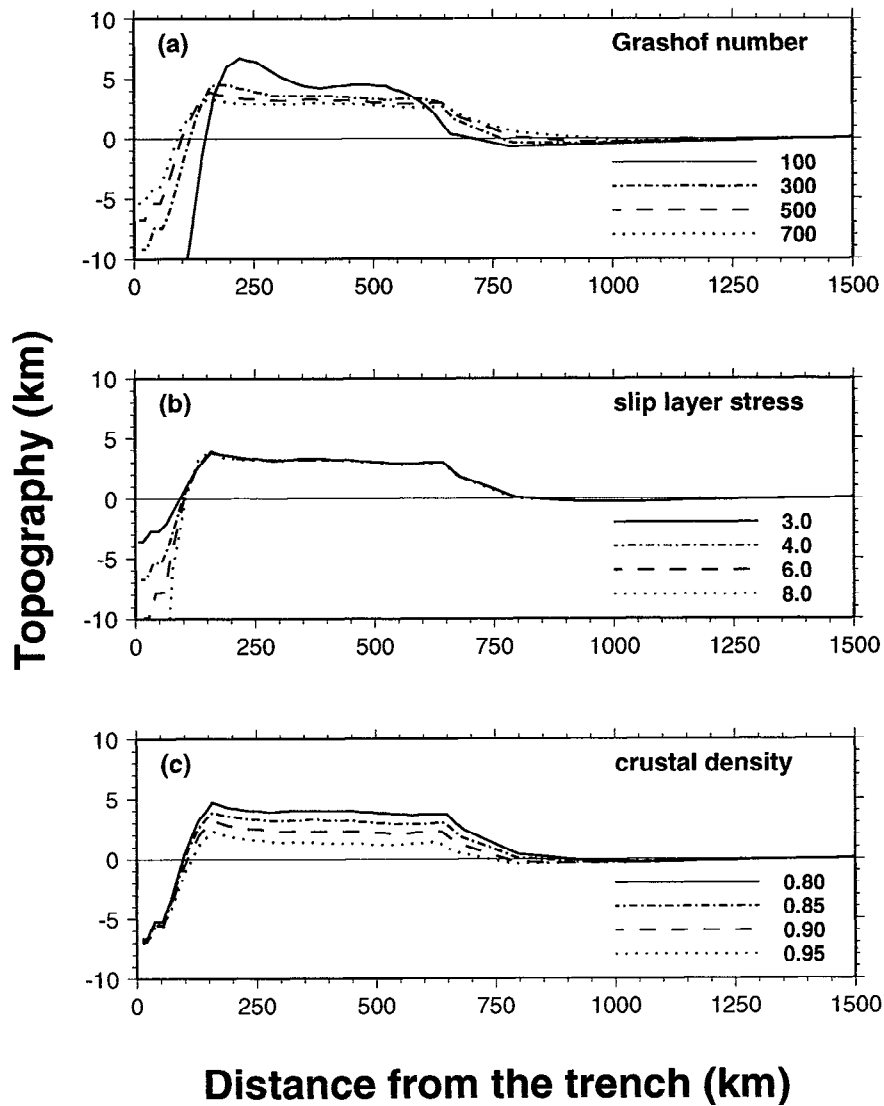 10
(a)
Grashof number
5
0
-5
-10
100
300
500
700
0 250 500 750 1000 1250 1500
Topography (km)
10
(b)
slip layer stress
5
0
-5
-10
3.0
4.0
6.0
8.0
0 250 500 750 1000 1250 1500
10
(c)
crustal density
5
0
-5
-10
0.80
0.85
0.90
0.95
0 250 500 750 1000 1250 1500
Distance from the trench (km)